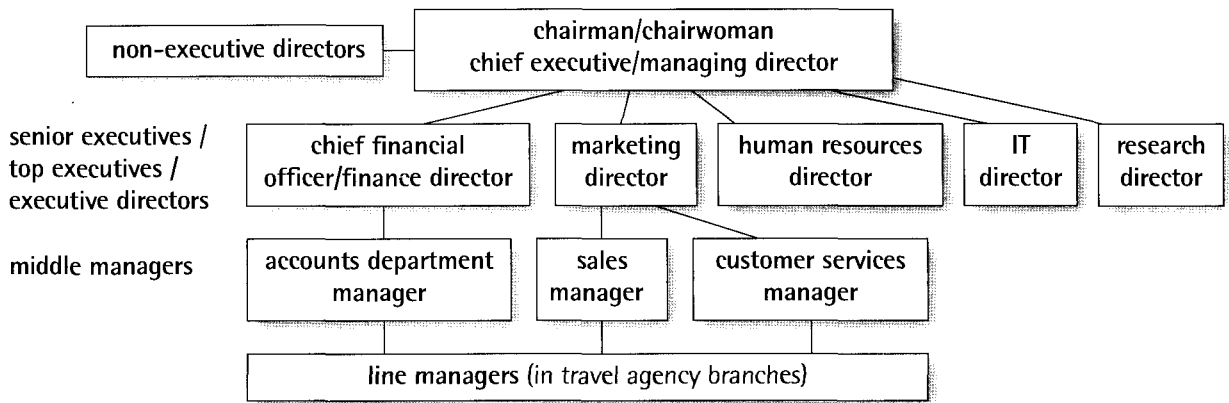 chairman/chairwoman
non-executive directors
chief executive/managing director
senior executives /
top executives /
executive directors
chief financial
officer/finance director
marketing
director
human resources
director
IT
director
research
director
middle managers
accounts department
manager
sales
manager
customer services
manager
line managers (in travel agency branches)